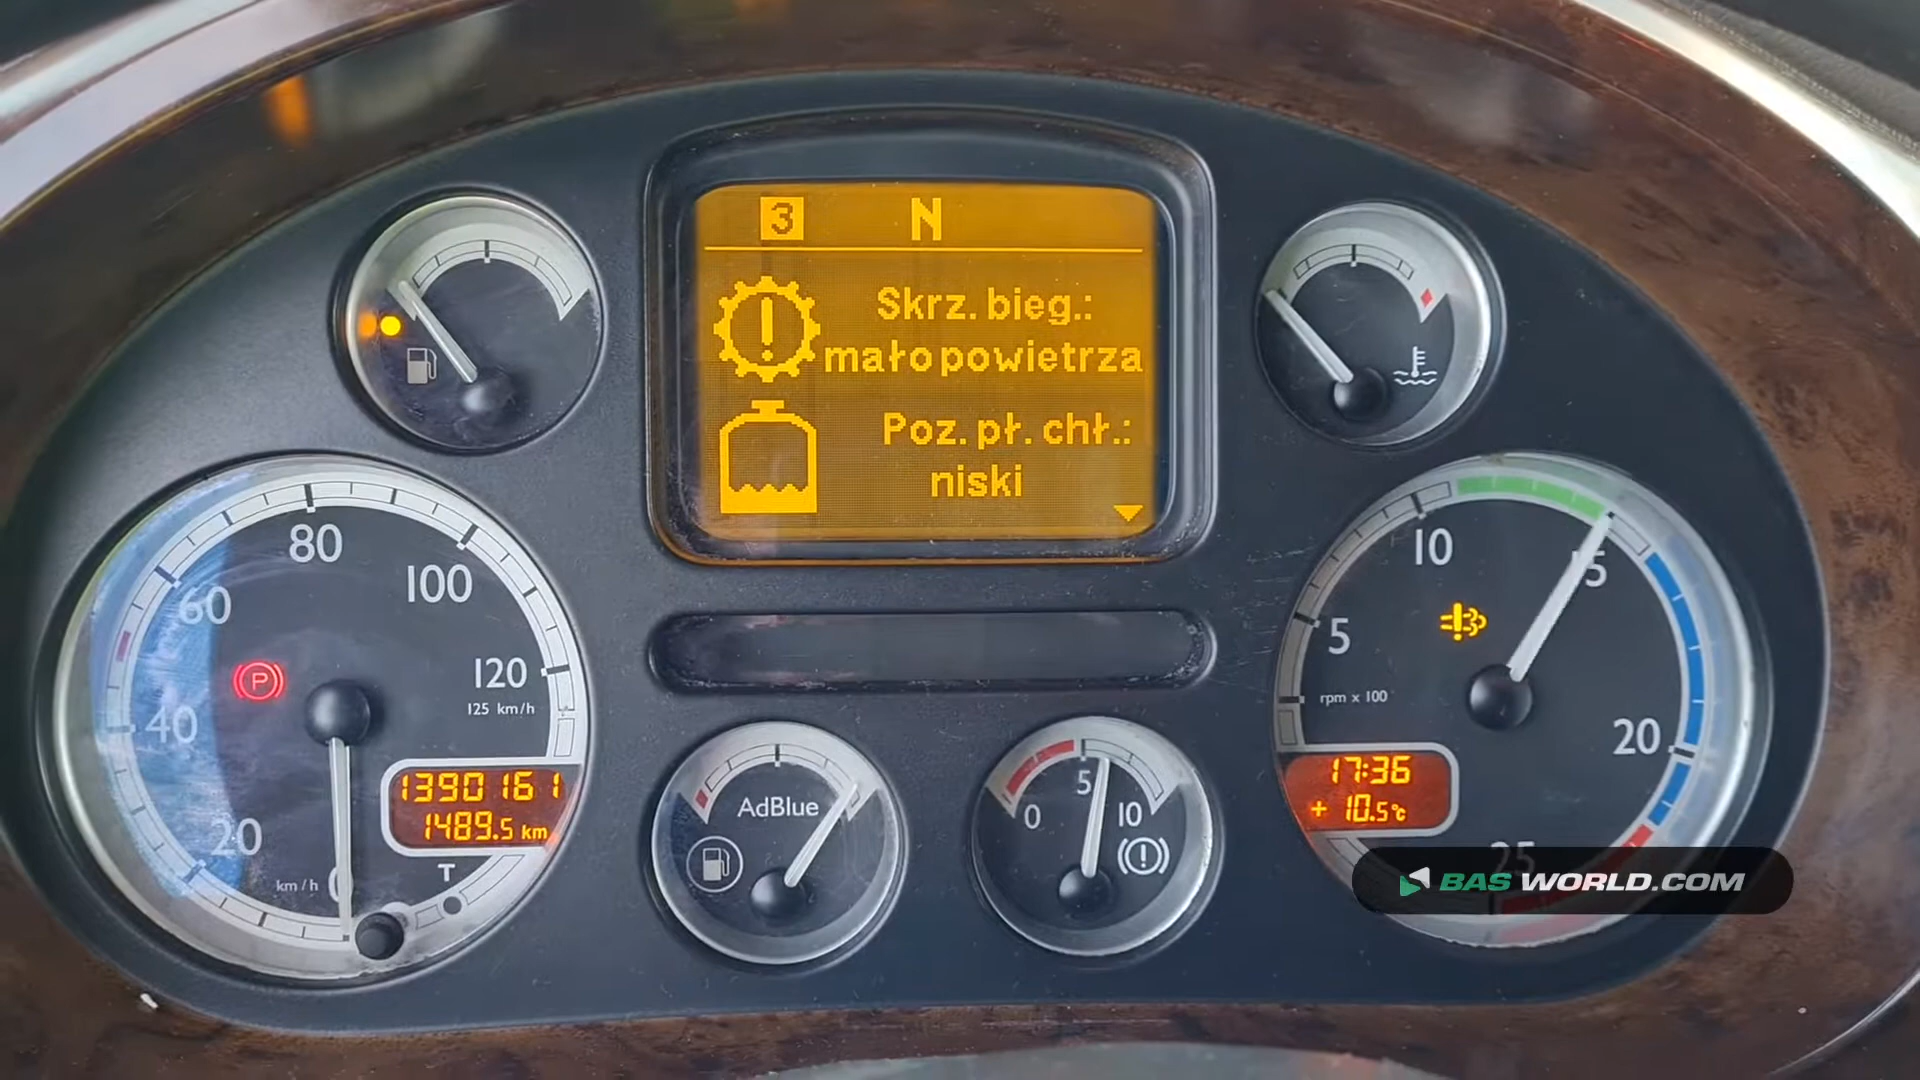 3 N
Skrz. bieg.:
mało powietrza
Poz. pł. chł.:
niski
80
100
60
120
125 km/h
40
20
km/h
0
P
1390161
1489.5 km
T
AdBlue
0
5
10
10
15
5
rpm x 100
20
25
17:36
+ 10.5°C
BAS WORLD.COM